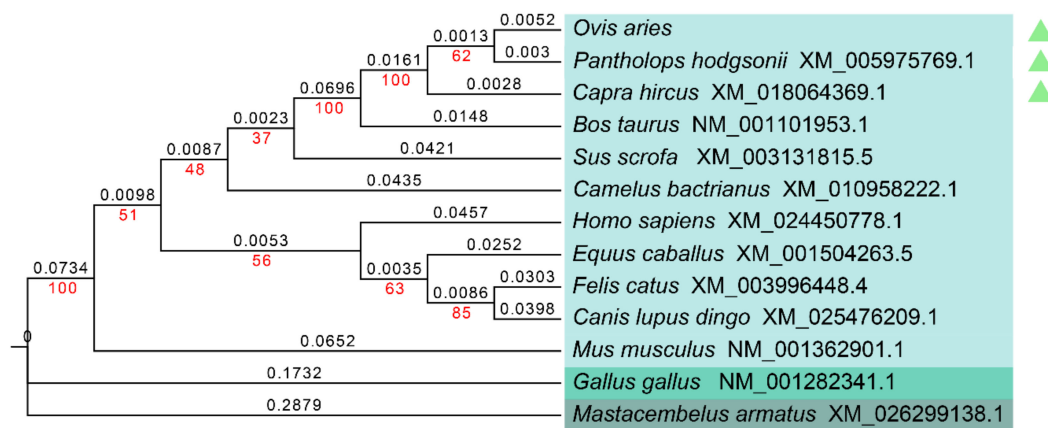 0.0052
Ovis aries
0.0013
62
0.003
Pantholops hodgsonii XM_005975769.1
0.0161
100
0.0028
Capra hircus XM_018064369.1
0.0696
100
0.0148
Bos taurus NM_001101953.1
0.0023
37
0.0421
Sus scrofa XM_003131815.5
0.0087
48
0.0435
Camelus bactrianus XM_010958222.1
0.0098
51
0.0457
Homo sapiens XM_024450778.1
0.0053
56
0.0252
Equus caballus XM_001504263.5
0.0035
63
0.0303
Felis catus XM_003996448.4
0.0086
85
0.0398
Canis lupus dingo XM_025476209.1
0.0734
100
0
0.0652
Mus musculus NM_001362901.1
0.1732
Gallus gallus NM_001282341.1
0.2879
Mastacembelus armatus XM_026299138.1